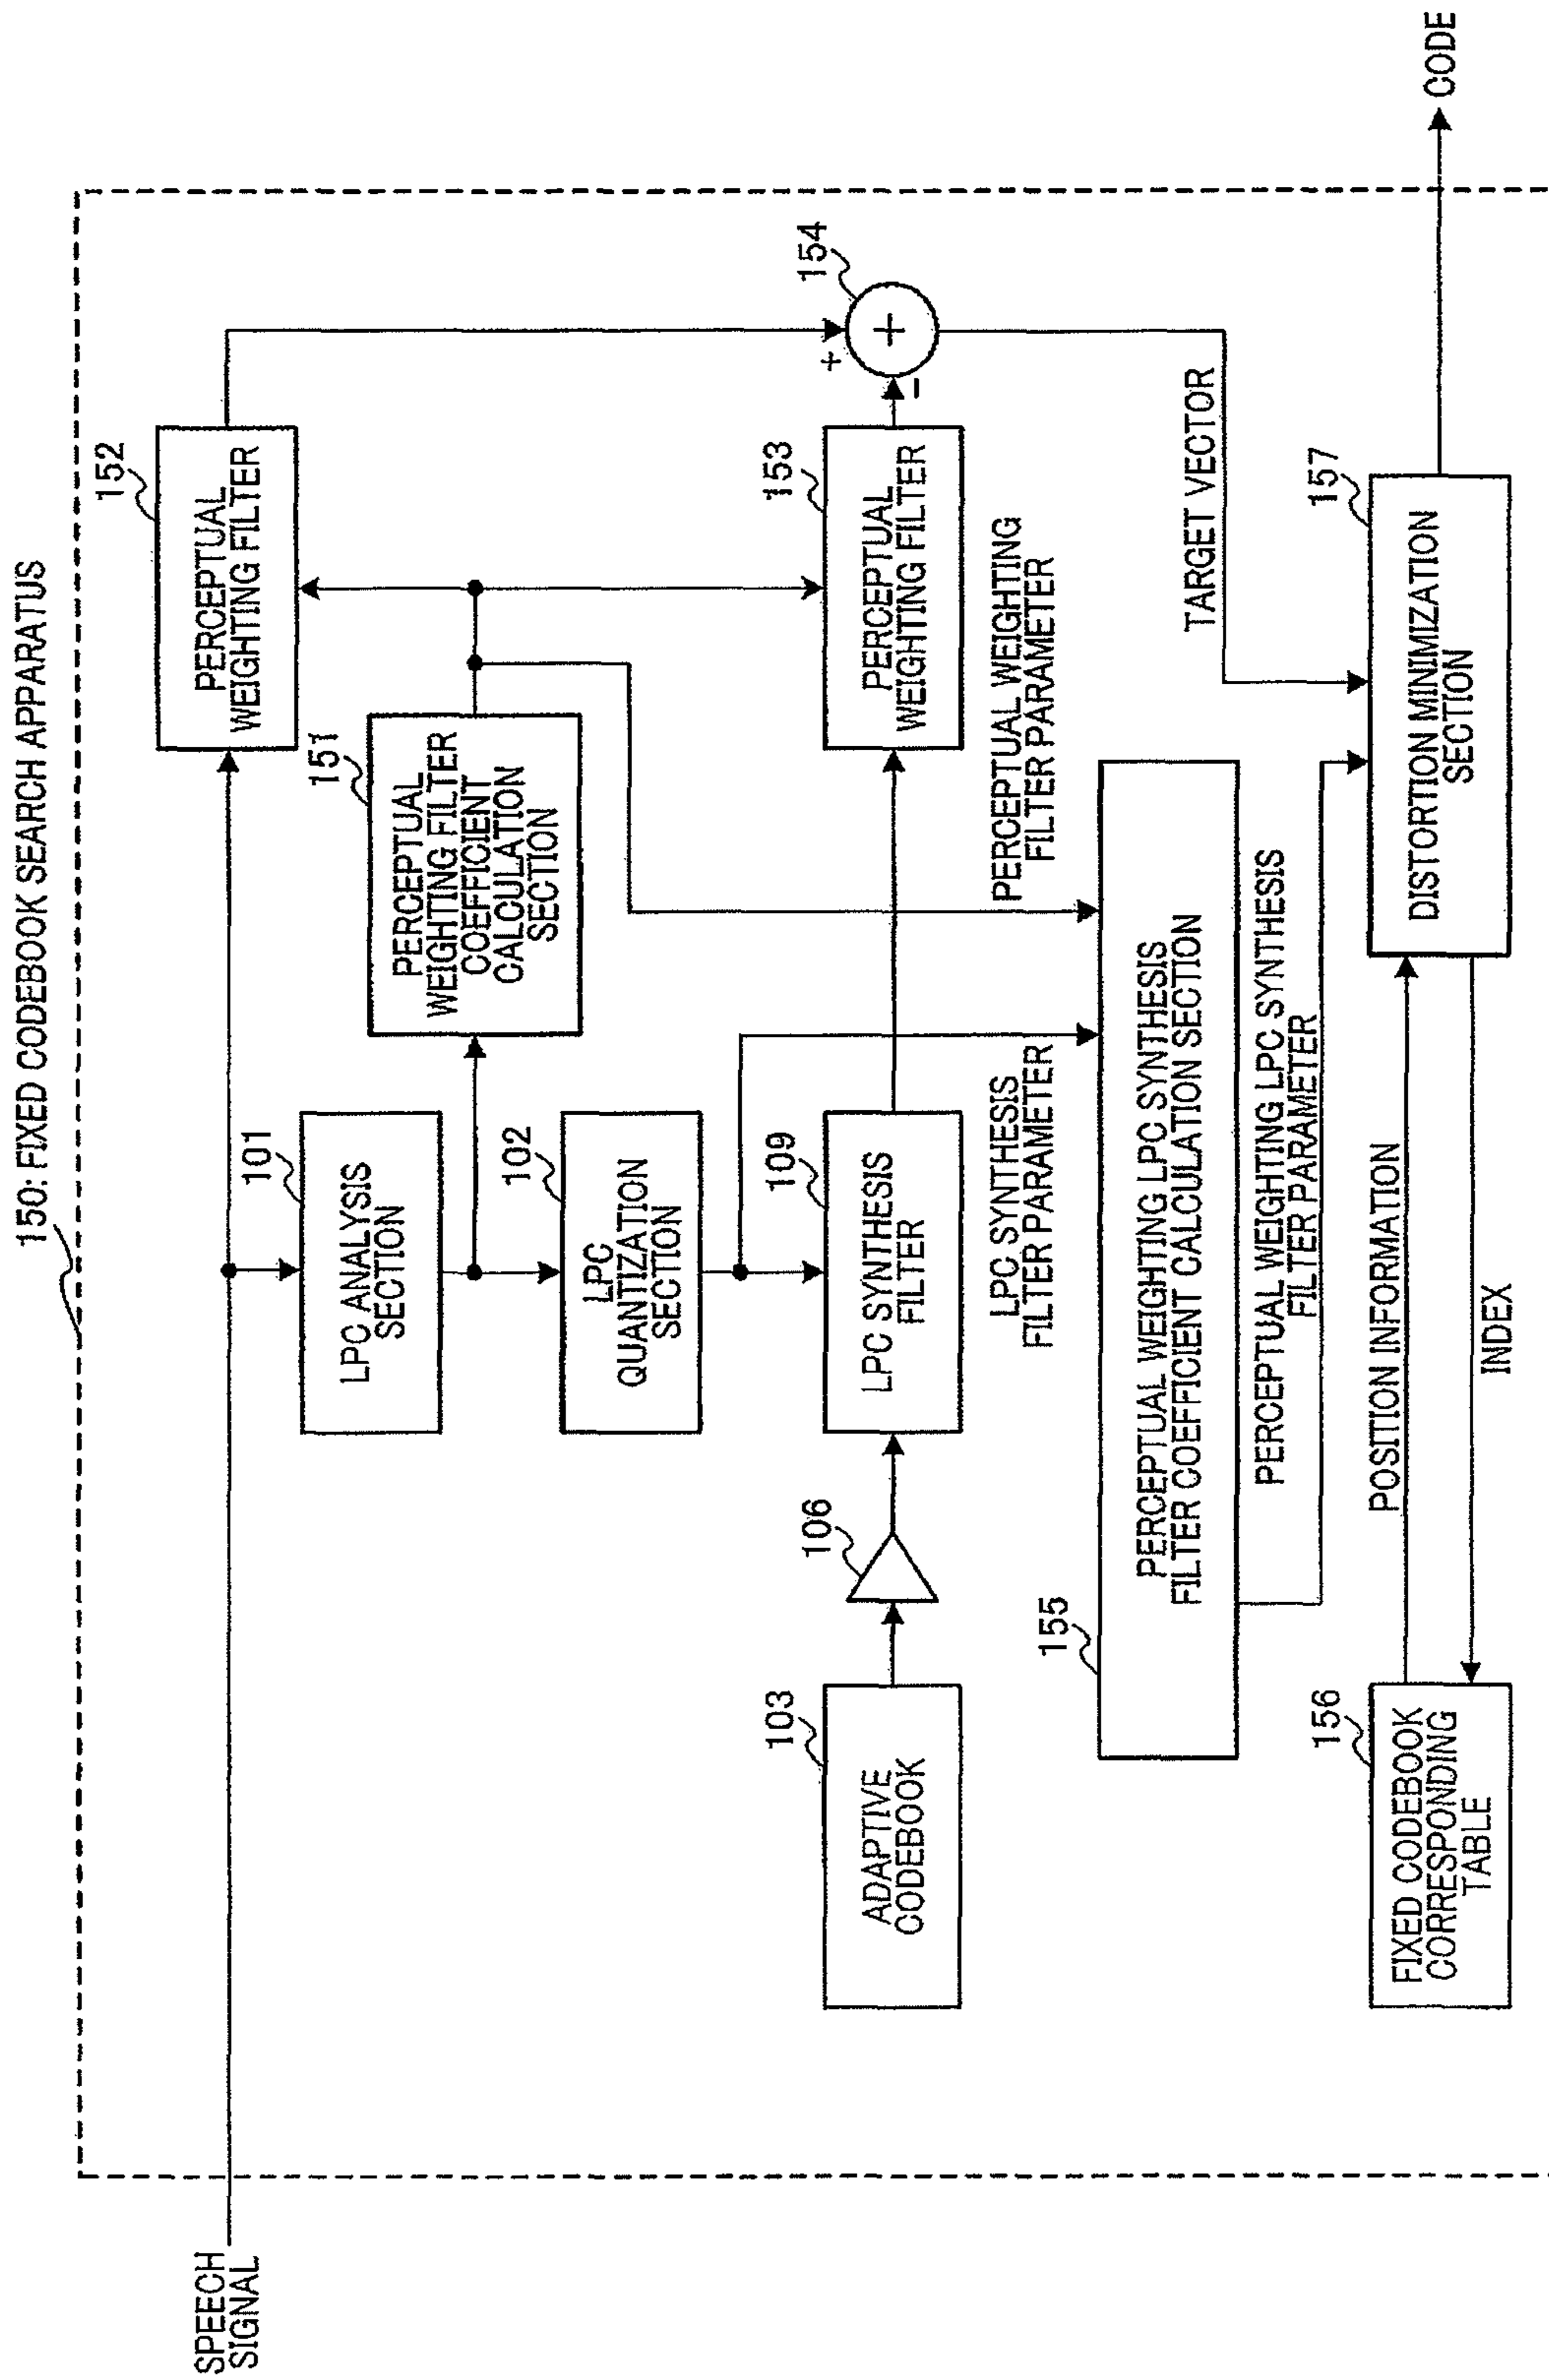 150: FIXED CODEBOOK SEARCH APPARATUS
SPEECH
SIGNAL
152
PERCEPTUAL
WEIGHTING FILTER
101
LPC ANALYSIS
SECTION
151
PERCEPTUAL
WEIGHTING FILTER
COEFFICIENT
CALCULATION
SECTION
102
LPC
QUANTIZATION
SECTION
103
ADAPTIVE
CODEBOOK
106
109
LPC SYNTHESIS
FILTER
153
PERCEPTUAL
WEIGHTING FILTER
154
+
+
-
LPC SYNTHESIS
FILTER PARAMETER
PERCEPTUAL WEIGHTING
FILTER PARAMETER
155
PERCEPTUAL WEIGHTING LPC SYNTHESIS
FILTER COEFFICIENT CALCULATION SECTION
TARGET VECTOR
PERCEPTUAL WEIGHTING LPC SYNTHESIS
FILTER PARAMETER
156
FIXED CODEBOOK
CORRESPONDING
TABLE
POSITION INFORMATION
INDEX
157
DISTORTION MINIMIZATION
SECTION
CODE